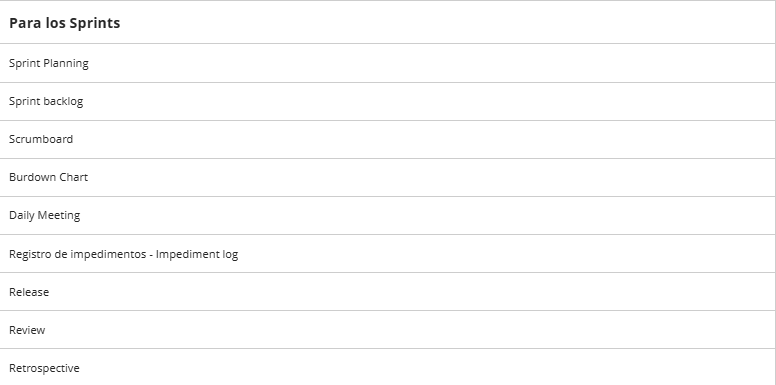 Para los Sprints
Sprint Planning
Sprint backlog
Scrumboard
Burdown Chart
Daily Meeting
Registro de impedimentos - Impediment log
Release
Review
Retrospective